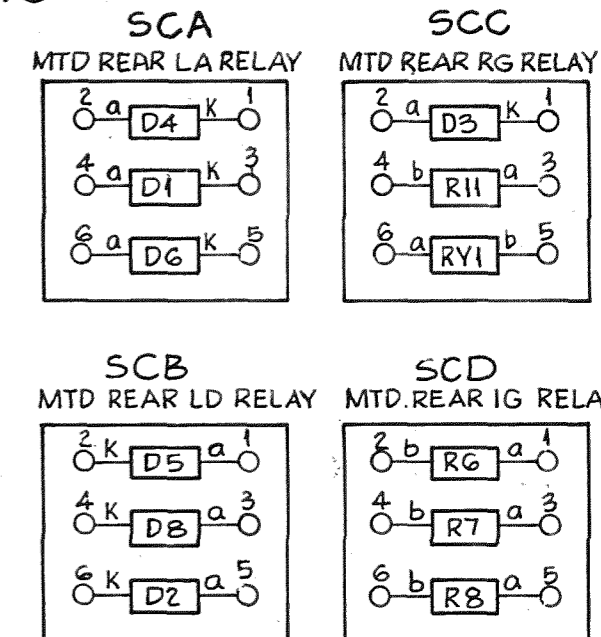 SCA
MTD REAR LA RELAY
2 a D4 K 1
4 a D1 K 3
6 a D6 K 5
SCC
MTD REAR RG RELAY
2 a D3 K 1
4 b R11 a 3
6 a RY1 b 5
SCB
MTD REAR LD RELAY
2 K D5 a 1
4 K D8 a 3
6 K D2 a 5
SCD
MTD. REAR IG RELA
2 b R6 a 1
4 b R7 a 3
6 b R8 a 5